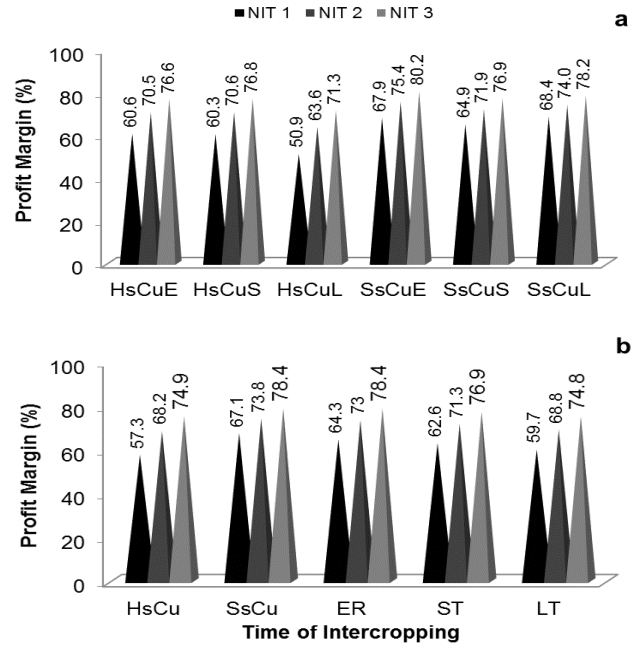 NIT 1 NIT 2 NIT 3
a
Profit Margin (%)
100
80
60
40
20
0
60.6 70.5 76.6 60.3 70.6 76.8 50.9 63.6 71.3 67.9 75.4 80.2 64.9 71.9 76.9 68.4 74.0 78.2
HsCuE HsCuS HsCuL SsCuE SsCuS SsCuL
b
Profit Margin (%)
100
80
60
40
20
0
57.3 68.2 74.9 67.1 73.8 78.4 64.3 73 78.4 62.6 71.3 76.9 59.7 68.8 74.8
HsCu SsCu ER ST LT
Time of Intercropping